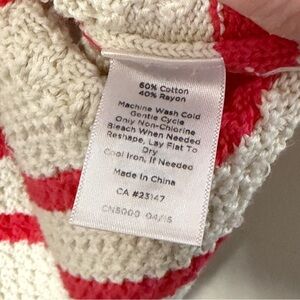 60% Cotton
40% Rayon
Machine Wash Cold
Gentle Cycle
Only Non-Chlorine
Bleach When Needed
Reshape, Lay Flat To
Dry
Cool Iron, If Needed
Made In China
CA #23147
CN5000 04/15